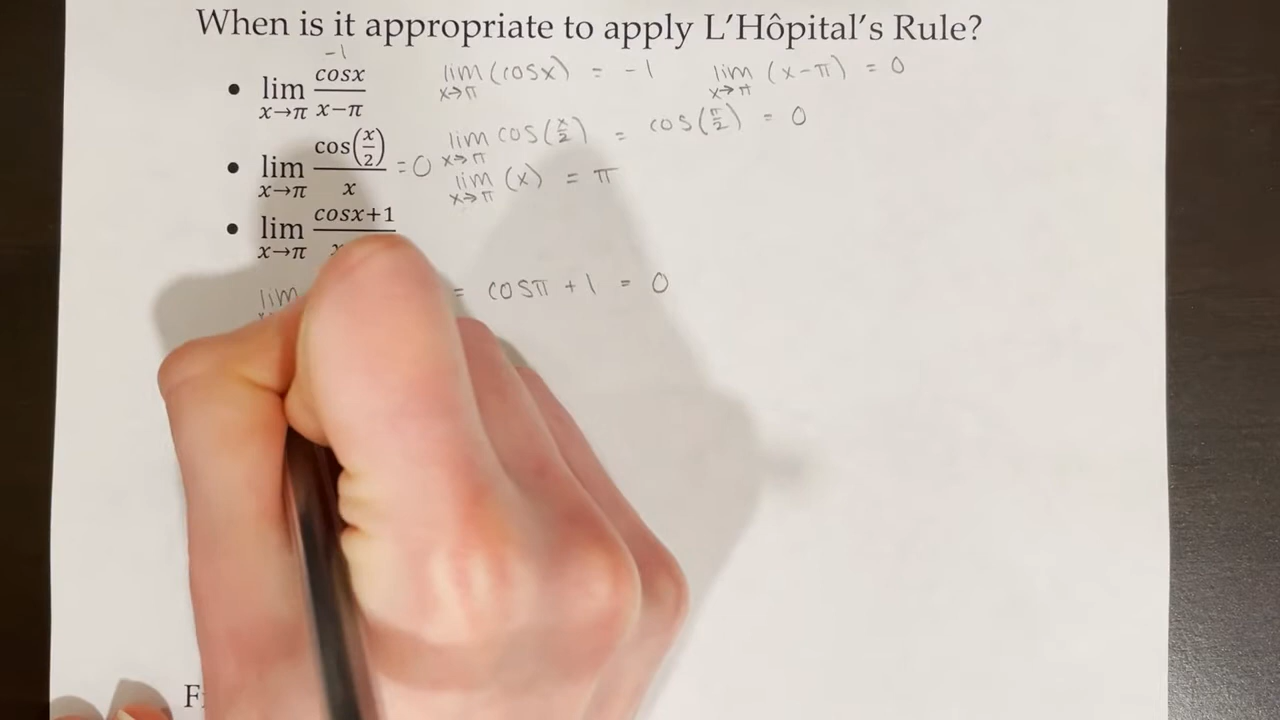 When is it appropriate to apply L'Hôpital's Rule?
-1
• lim x→π cosx/x−π lim x→π (cosx) = -1 lim x→π (x-π) = 0
• lim x→π cos(x/2)/x = 0 lim x→π cos(x/2) = cos(π/2) = 0
lim x→π (x) = π
• lim x→π cosx+1
lim = cosπ + 1 = 0